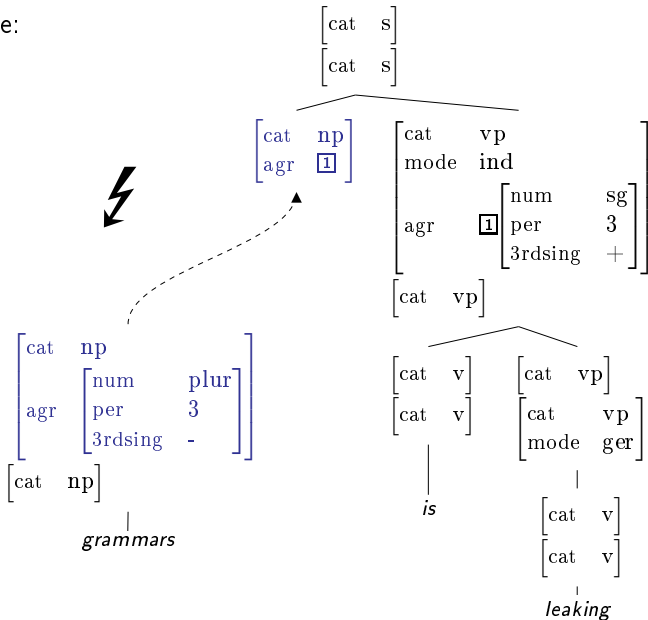 e:
[cat s]
[cat s]
[cat np
agr 1]
[cat vp
mode ind
agr 1 [num sg
per 3
3rdsing +]]
[cat vp]
[cat np
agr [num plur
per 3
3rdsing -]]
[cat np]
grammars
[cat v]
[cat v]
is
[cat vp]
[cat vp
mode ger]
[cat v]
[cat v]
leaking